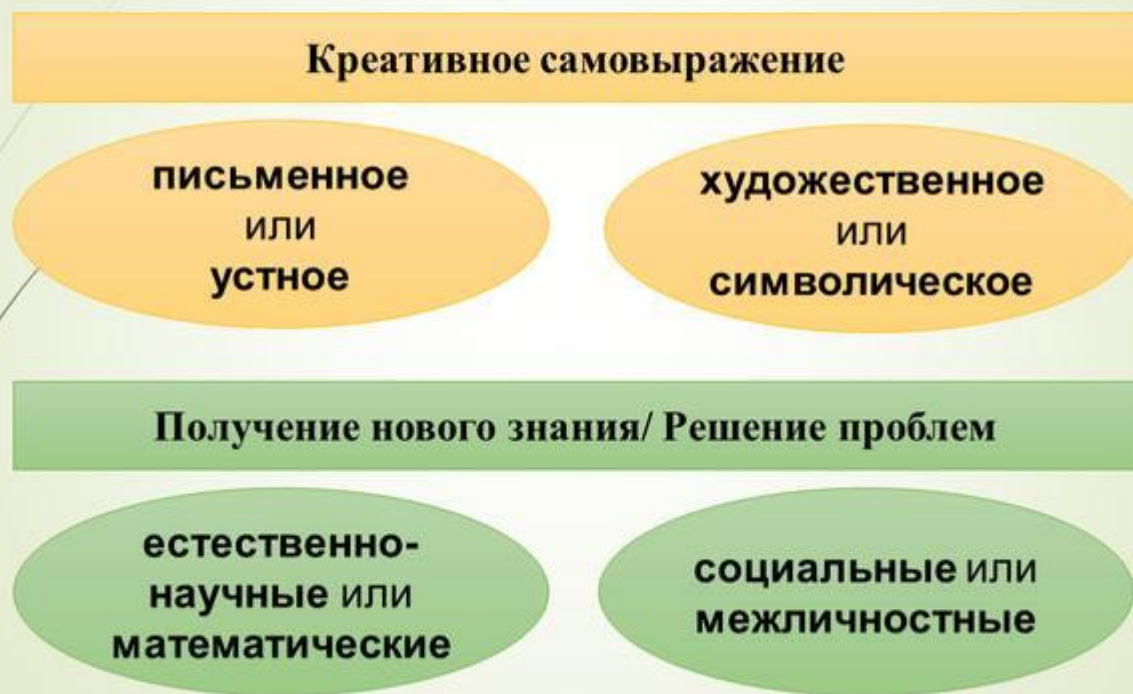 Креативное самовыражение
письменное
или
устное
художественное
или
символическое
Получение нового знания/ Решение проблем
естественно-
научные или
математические
социальные или
межличностные